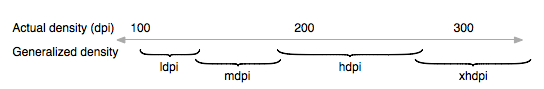 Actual density (dpi) 100 200 300
Generalized density
ldpi mdpi hdpi xhdpi